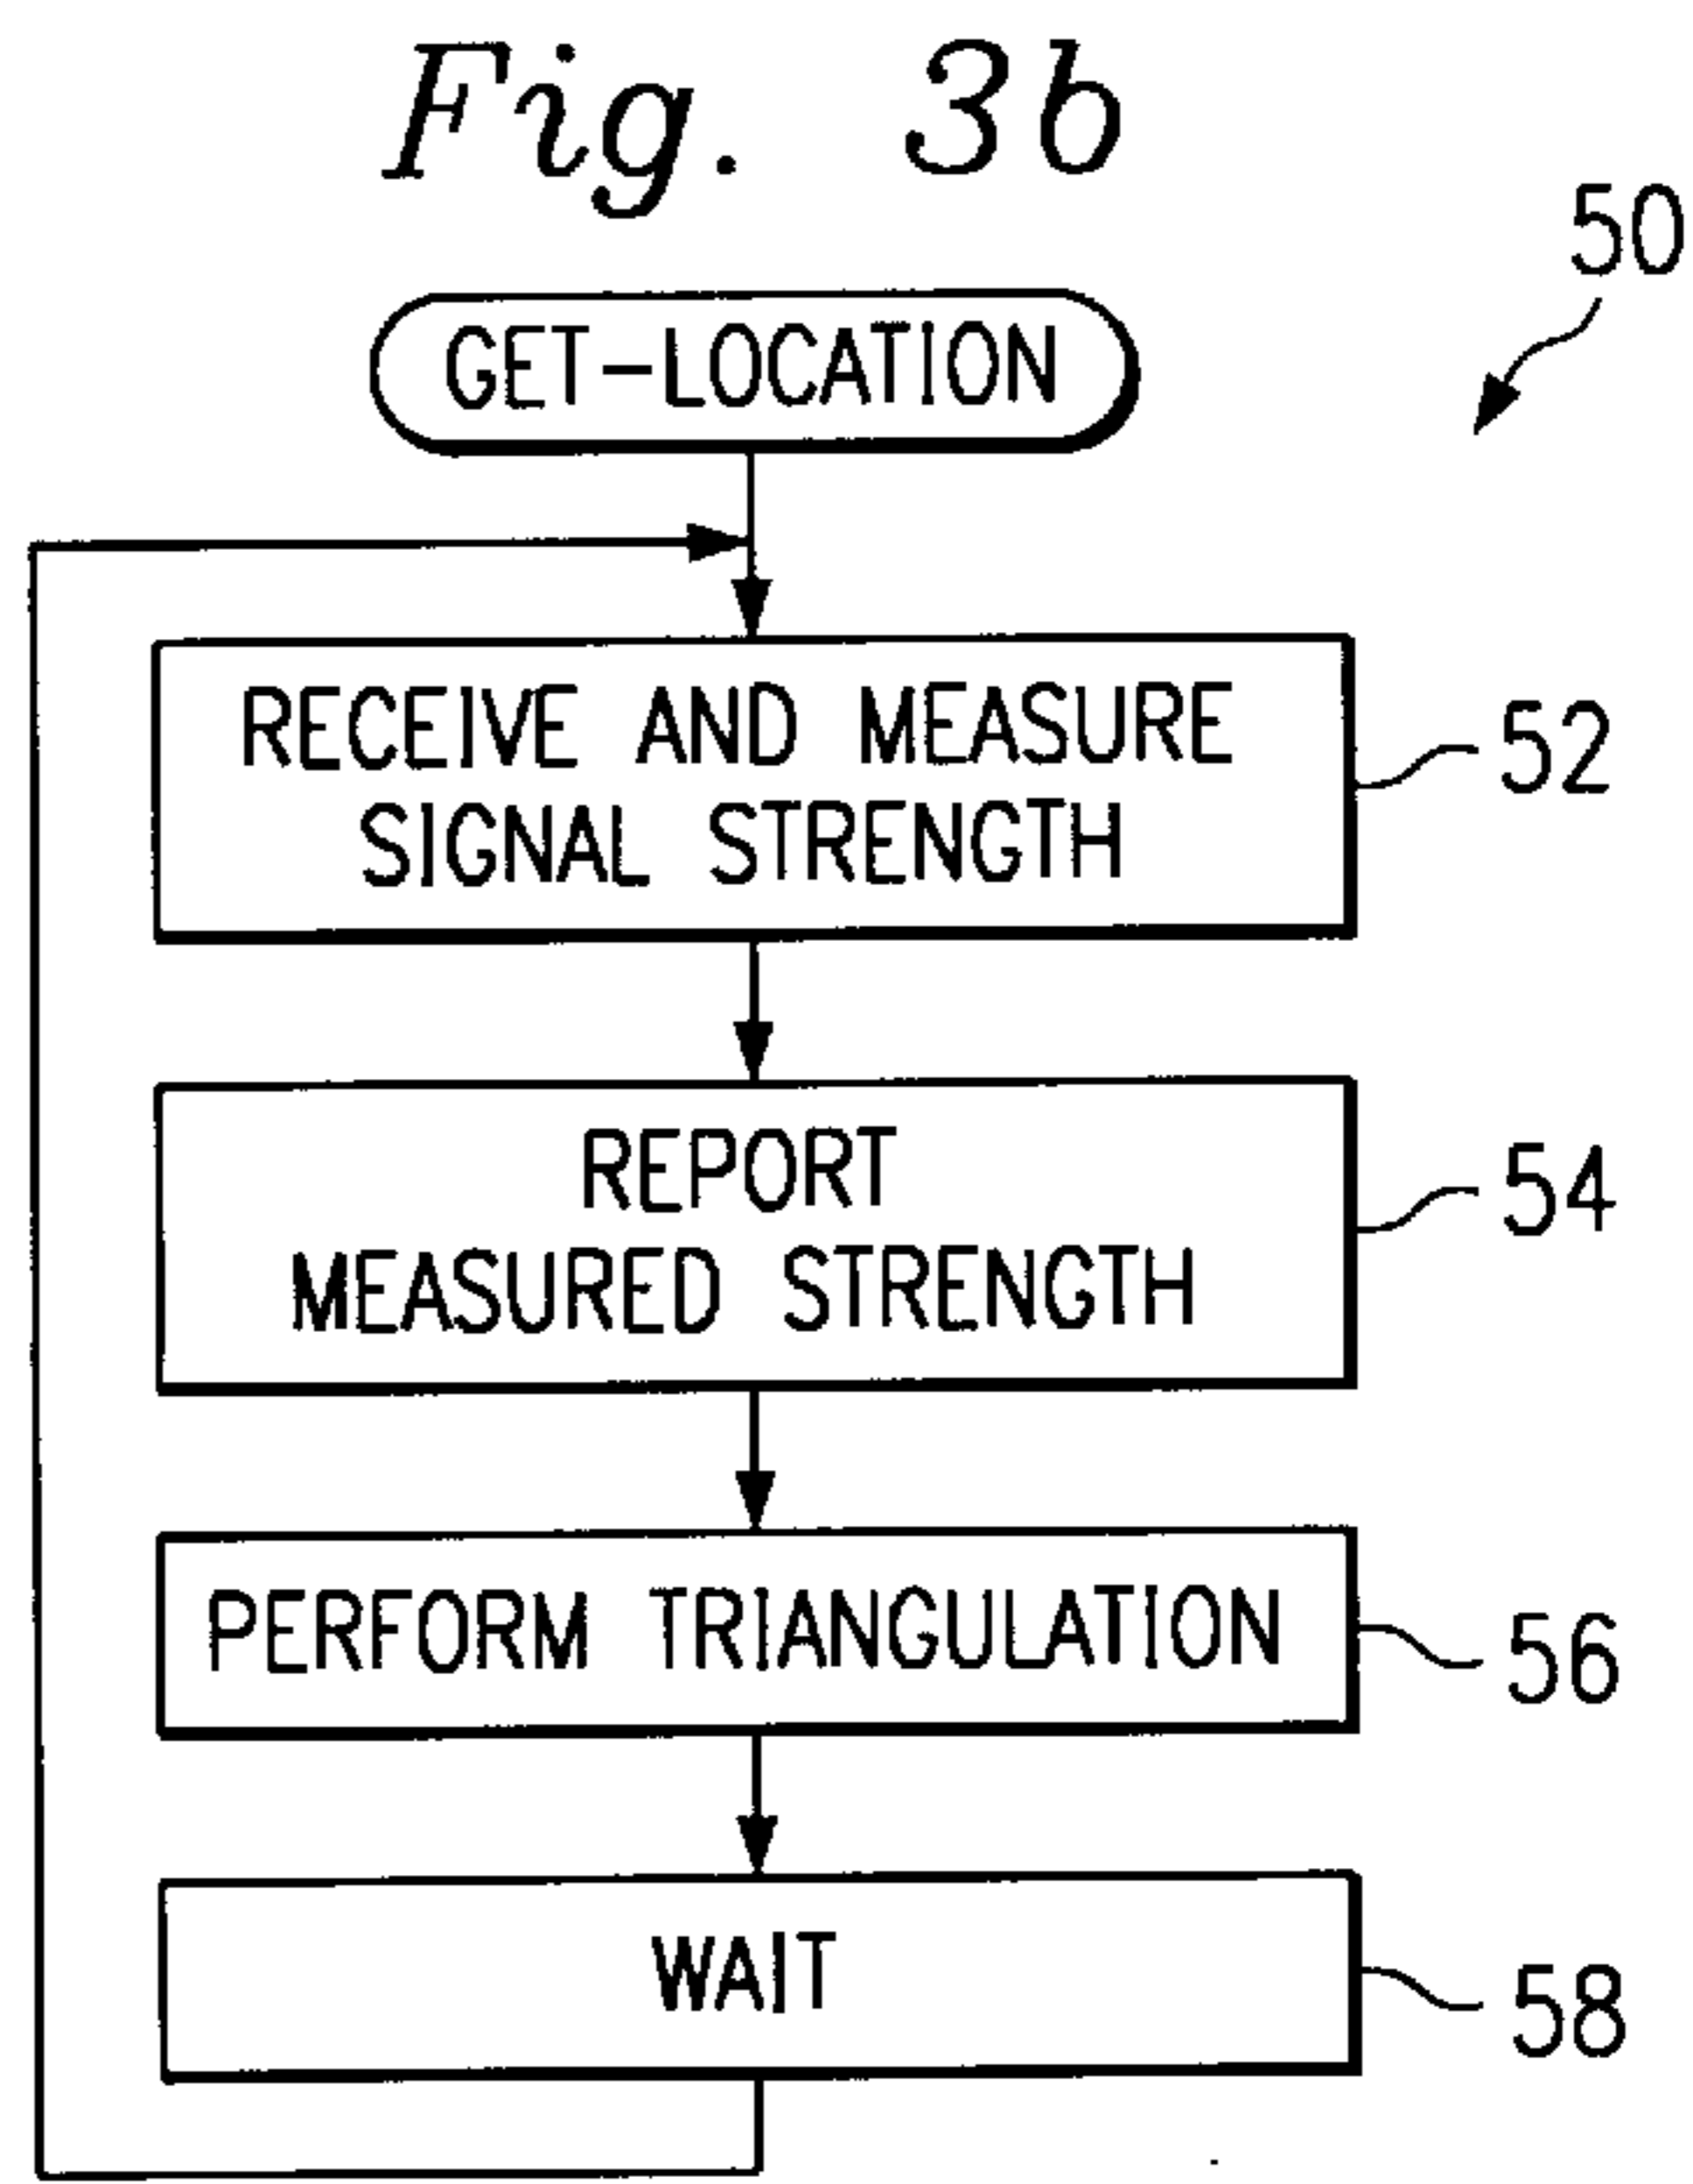 Fig. 3b
50
GET-LOCATION
RECEIVE AND MEASURE
SIGNAL STRENGTH
52
REPORT
MEASURED STRENGTH
54
PERFORM TRIANGULATION
56
WAIT
58